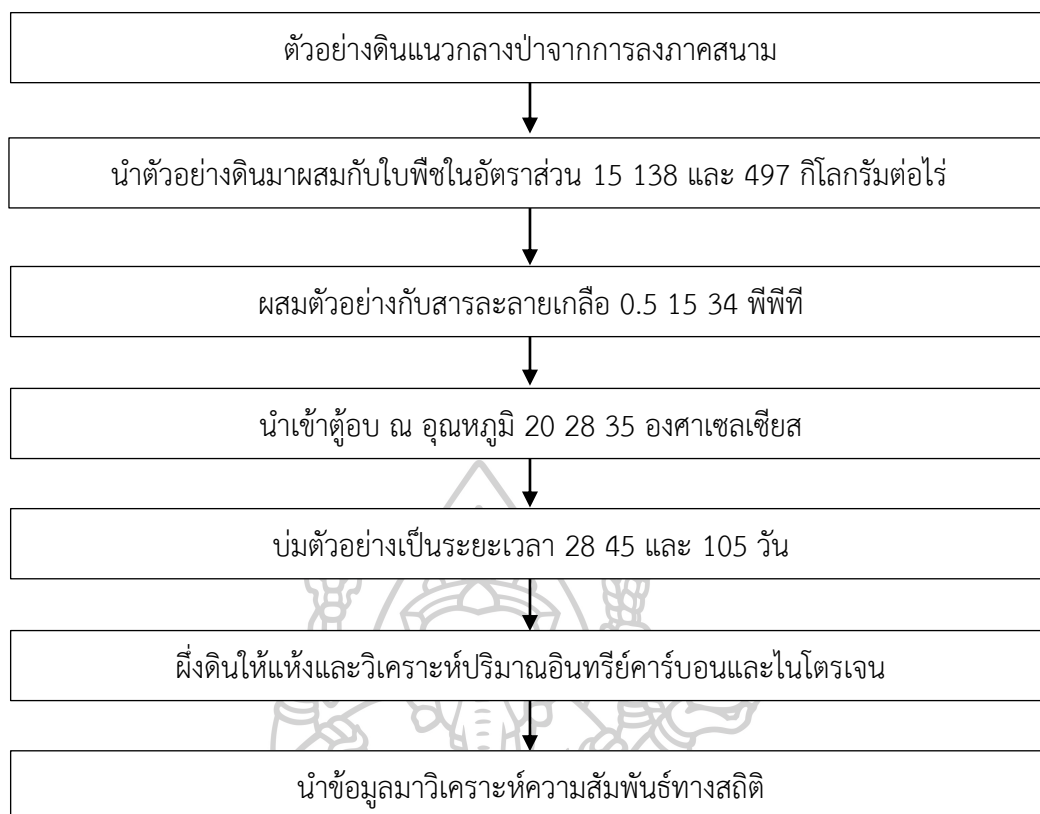 ตัวอย่างดินแนวกลางป่าจากการลงภาคสนาม
นำตัวอย่างดินมาผสมกับใบพืชในอัตราส่วน 15 138 และ 497 กิโลกรัมต่อไร่
ผสมตัวอย่างกับสารละลายเกลือ 0.5 15 34 พีพีที
นำเข้าตู้อบ ณ อุณหภูมิ 20 28 35 องศาเซลเซียส
บ่มตัวอย่างเป็นระยะเวลา 28 45 และ 105 วัน
ผึ่งดินให้แห้งและวิเคราะห์ปริมาณอินทรีย์คาร์บอนและไนโตรเจน
นำข้อมูลมาวิเคราะห์ความสัมพันธ์ทางสถิติ